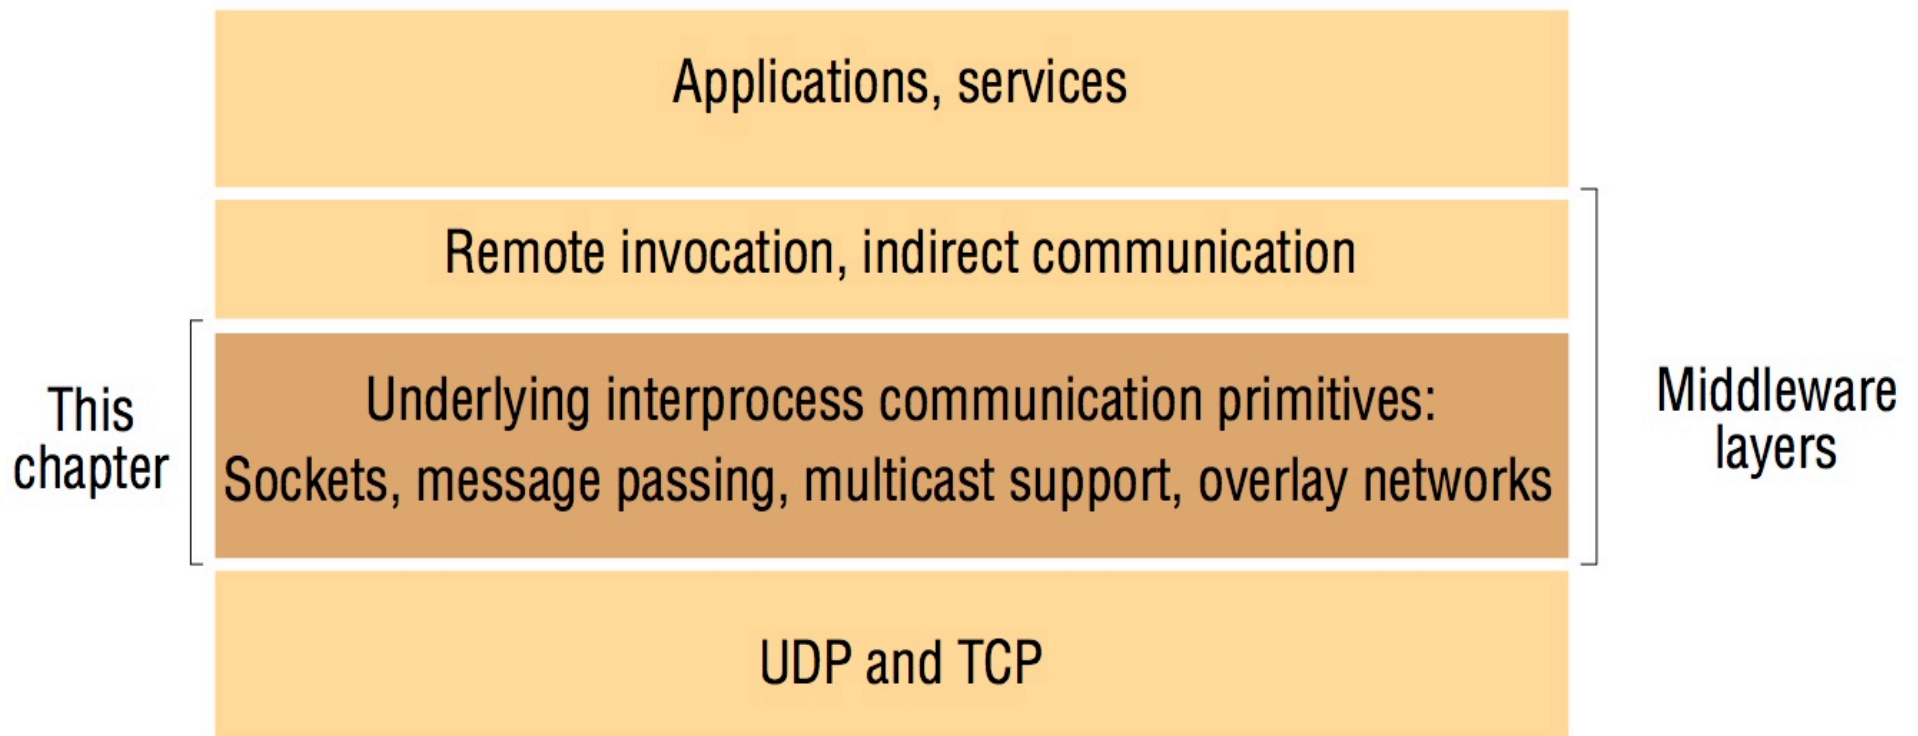 Applications, services
Remote invocation, indirect communication
This
chapter
Underlying interprocess communication primitives:
Sockets, message passing, multicast support, overlay networks
Middleware
layers
UDP and TCP